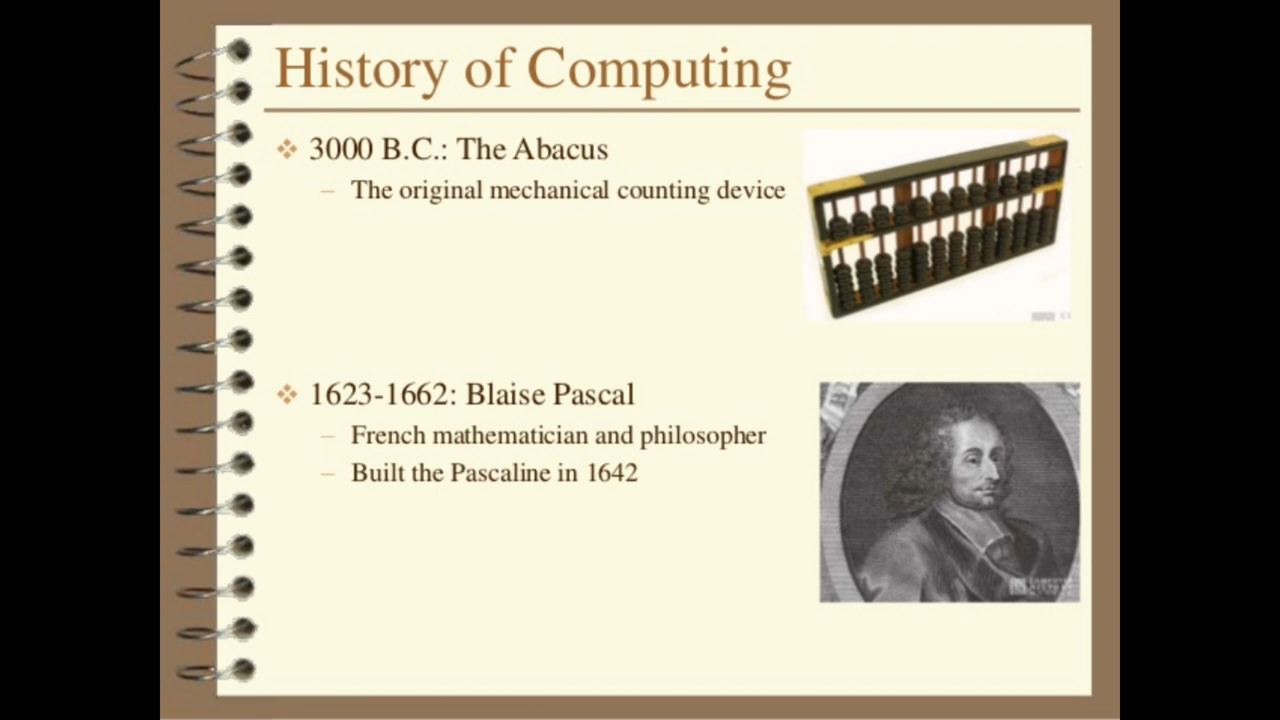 History of Computing
3000 B.C.: The Abacus
– The original mechanical counting device
1623-1662: Blaise Pascal
– French mathematician and philosopher
– Built the Pascaline in 1642